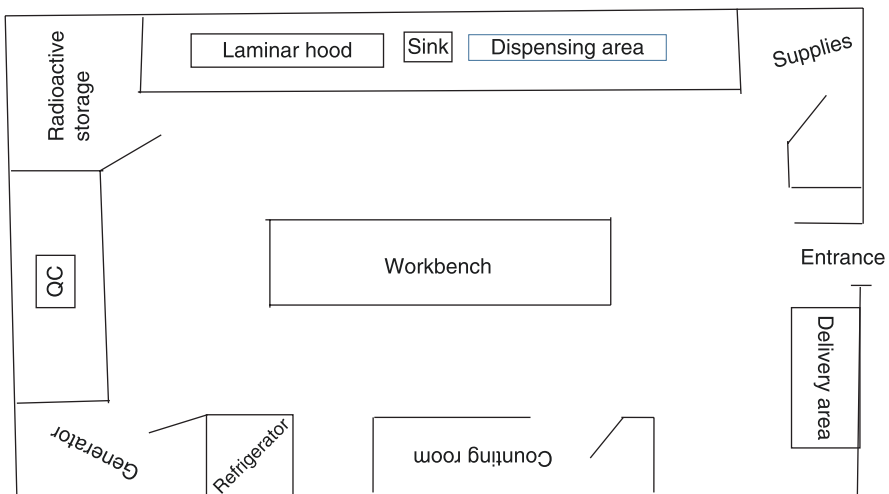 Radioactive
storage
Laminar hood
Sink
Dispensing area
Supplies
QC
Workbench
Entrance
Delivery area
Generator
Refrigerator
Counting room